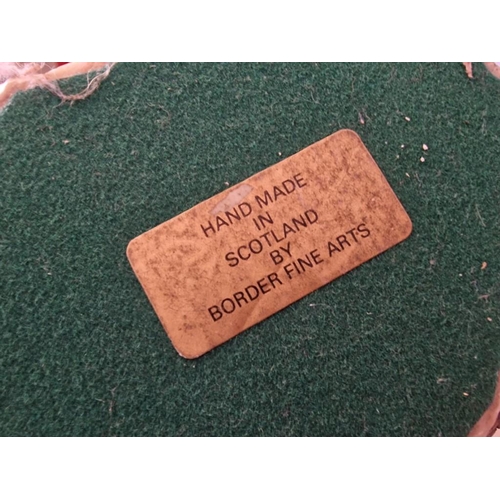 HAND MADE
IN
SCOTLAND
BY
BORDER FINE ARTS